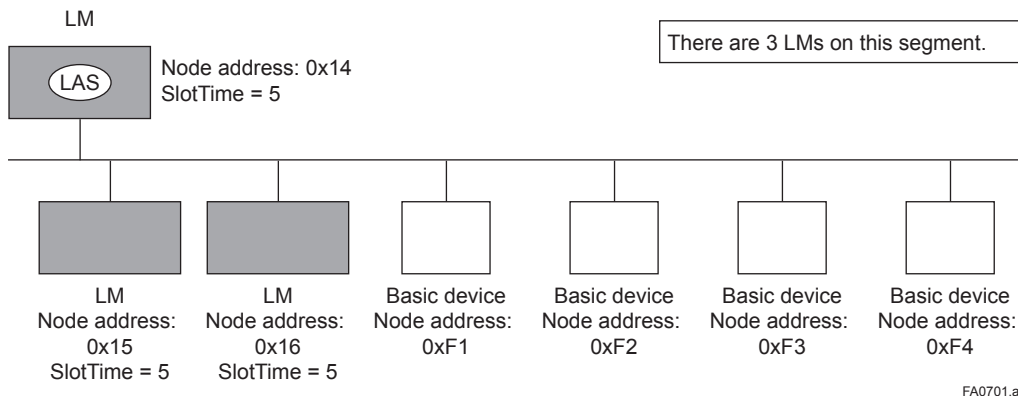 LM
There are 3 LMs on this segment.
LAS
Node address: 0x14
SlotTime = 5
LM
Node address:
0x15
SlotTime = 5
LM
Node address:
0x16
SlotTime = 5
Basic device
Node address:
0xF1
Basic device
Node address:
0xF2
Basic device
Node address:
0xF3
Basic device
Node address:
0xF4
FA0701.a